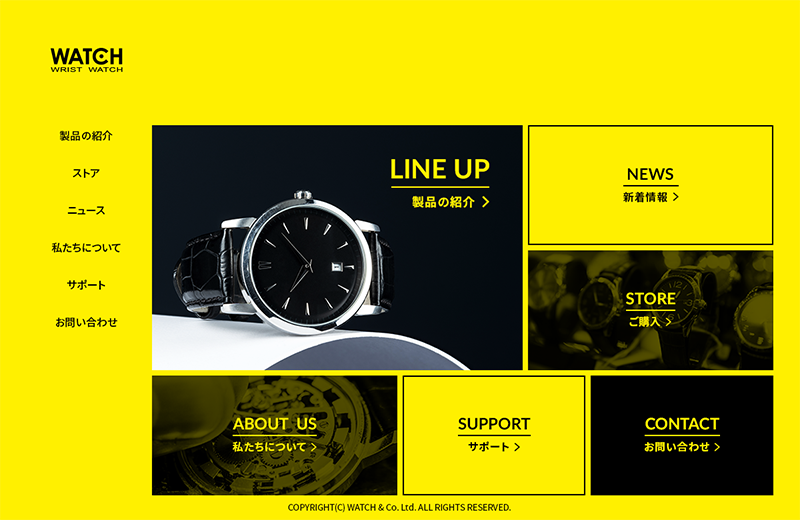 WATCH
WRIST WATCH
製品の紹介
ストア
ニュース
私たちについて
サポート
お問い合わせ
LINE UP
製品の紹介
NEWS
新着情報
STORE
ご購入
ABOUT US
私たちについて
SUPPORT
サポート
CONTACT
お問い合わせ
COPYRIGHT(C) WATCH & Co. Ltd. ALL RIGHTS RESERVED.